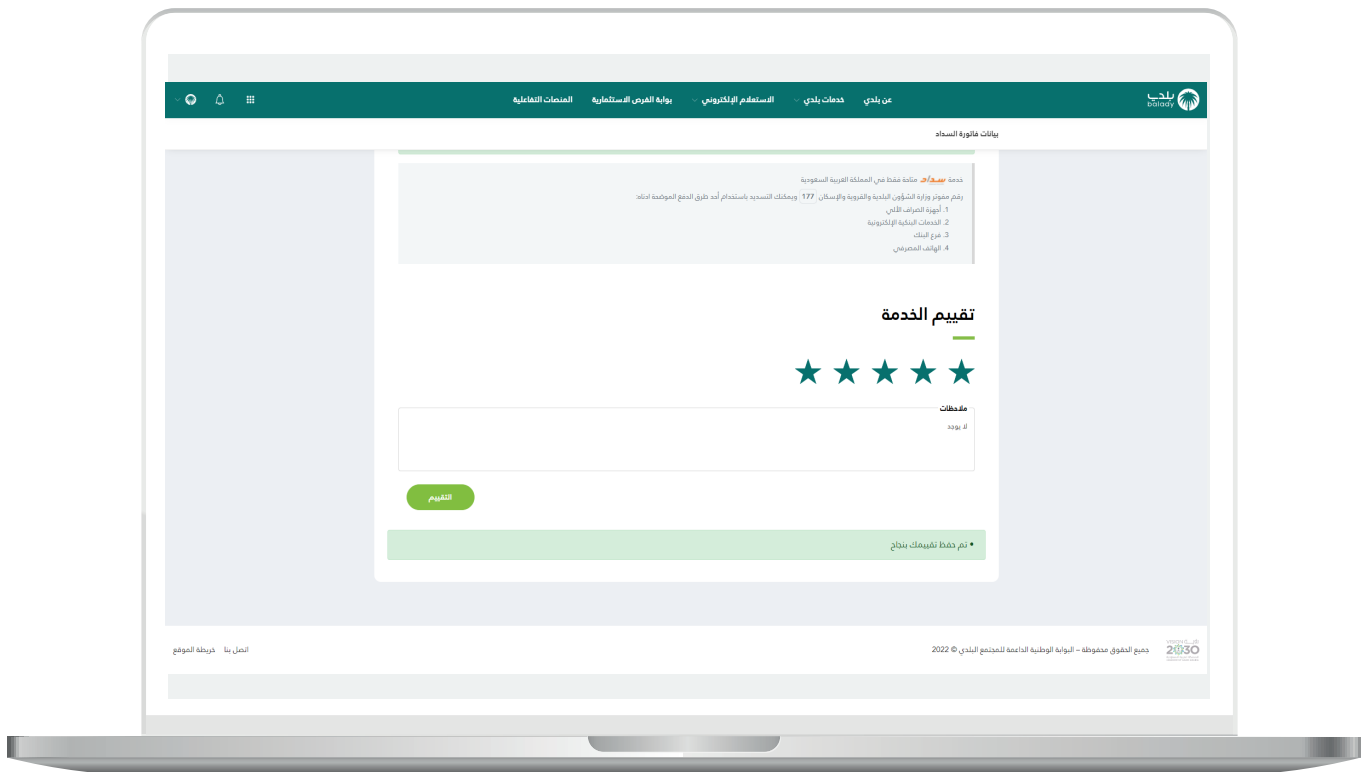 بلدي
balady
عن بلدي
خدمات بلدي
الاستعلام الإلكتروني
بوابة الفرص الاستثمارية
المنصات التفاعلية
بيانات فاتورة السداد
خدمة سداد متاحة فقط في المملكة العربية السعودية
رقم مفوتر وزارة الشؤون البلدية والقروية والإسكان 177 ويمكنك التسديد باستخدام أحد طرق الدفع الموضحة ادناه:
1. أجهزة الصراف الألي
2. الخدمات البنكية الإلكترونية
3. فرع البنك
4. الهاتف المصرفي
تقييم الخدمة
ملاحظات
لا يوجد
التقييم
• تم حفظ تقييمك بنجاح
2030
جميع الحقوق محفوظة – البوابة الوطنية الداعمة للمجتمع البلدي © 2022
اتصل بنا
خريطة الموقع